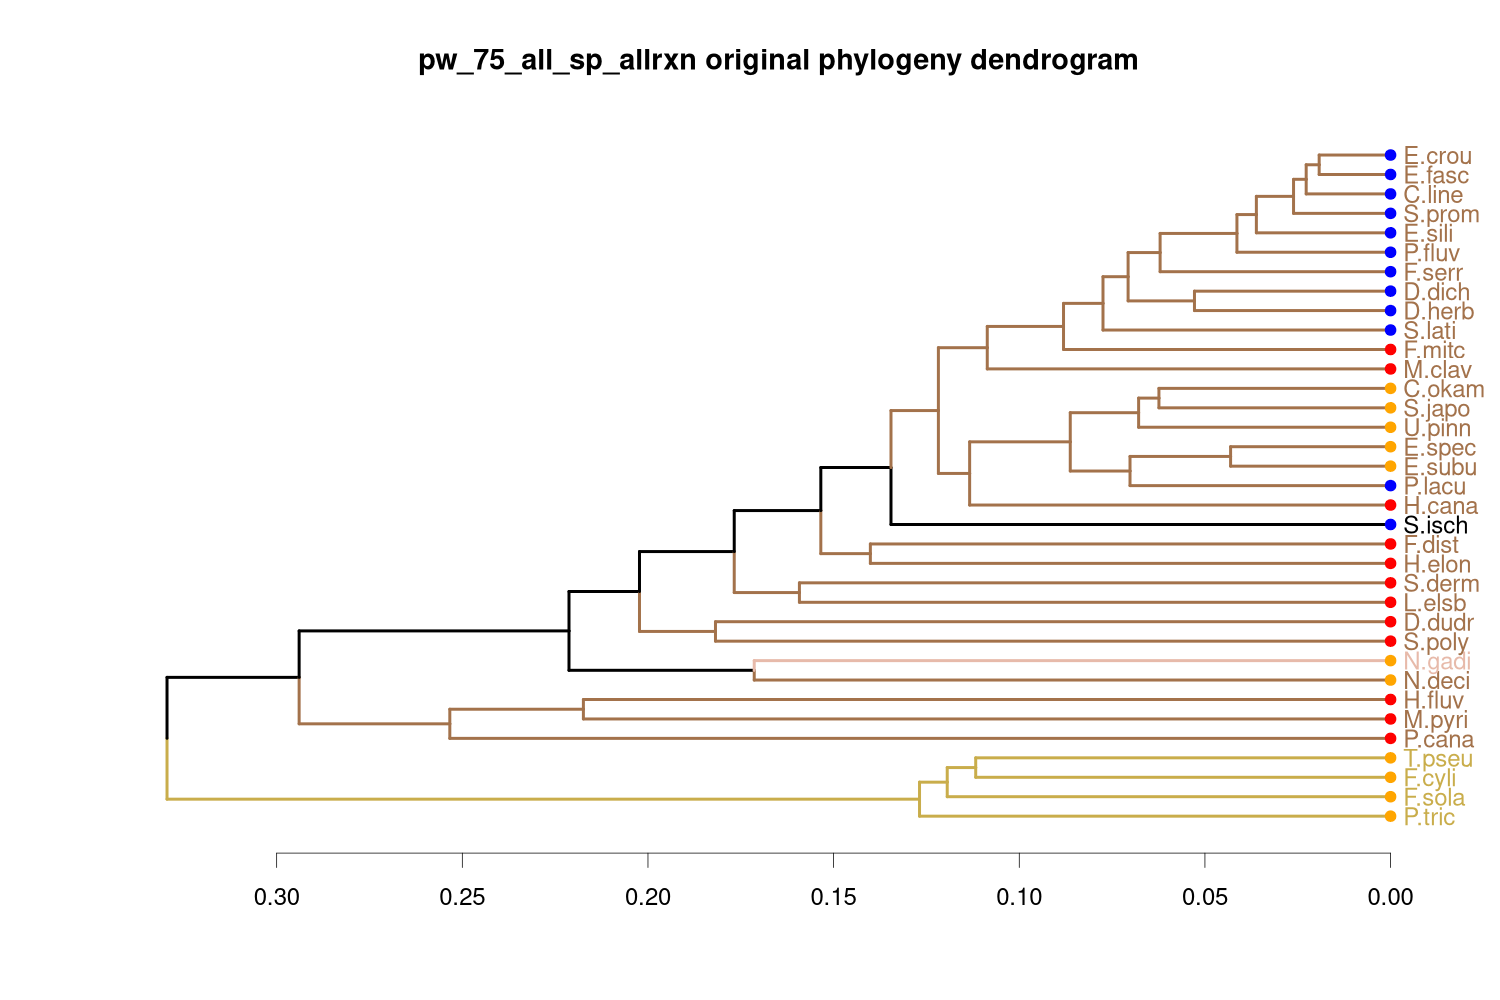 pw_75_all_sp_allrxn original phylogeny dendrogram
E.crou
E.fasc
C.line
S.prom
E.sili
P.fluv
F.serr
D.dich
D.herb
S.lati
F.mitc
M.clav
C.okam
S.japo
U.pinn
E.spec
E.subu
P.lacu
H.cana
S.isch
F.dist
H.elon
S.derm
L.elsb
D.dudr
S.poly
N.gadi
N.deci
H.fluv
M.pyri
P.cana
T.pseu
F.cyli
F.sola
P.tric
0.30 0.25 0.20 0.15 0.10 0.05 0.00